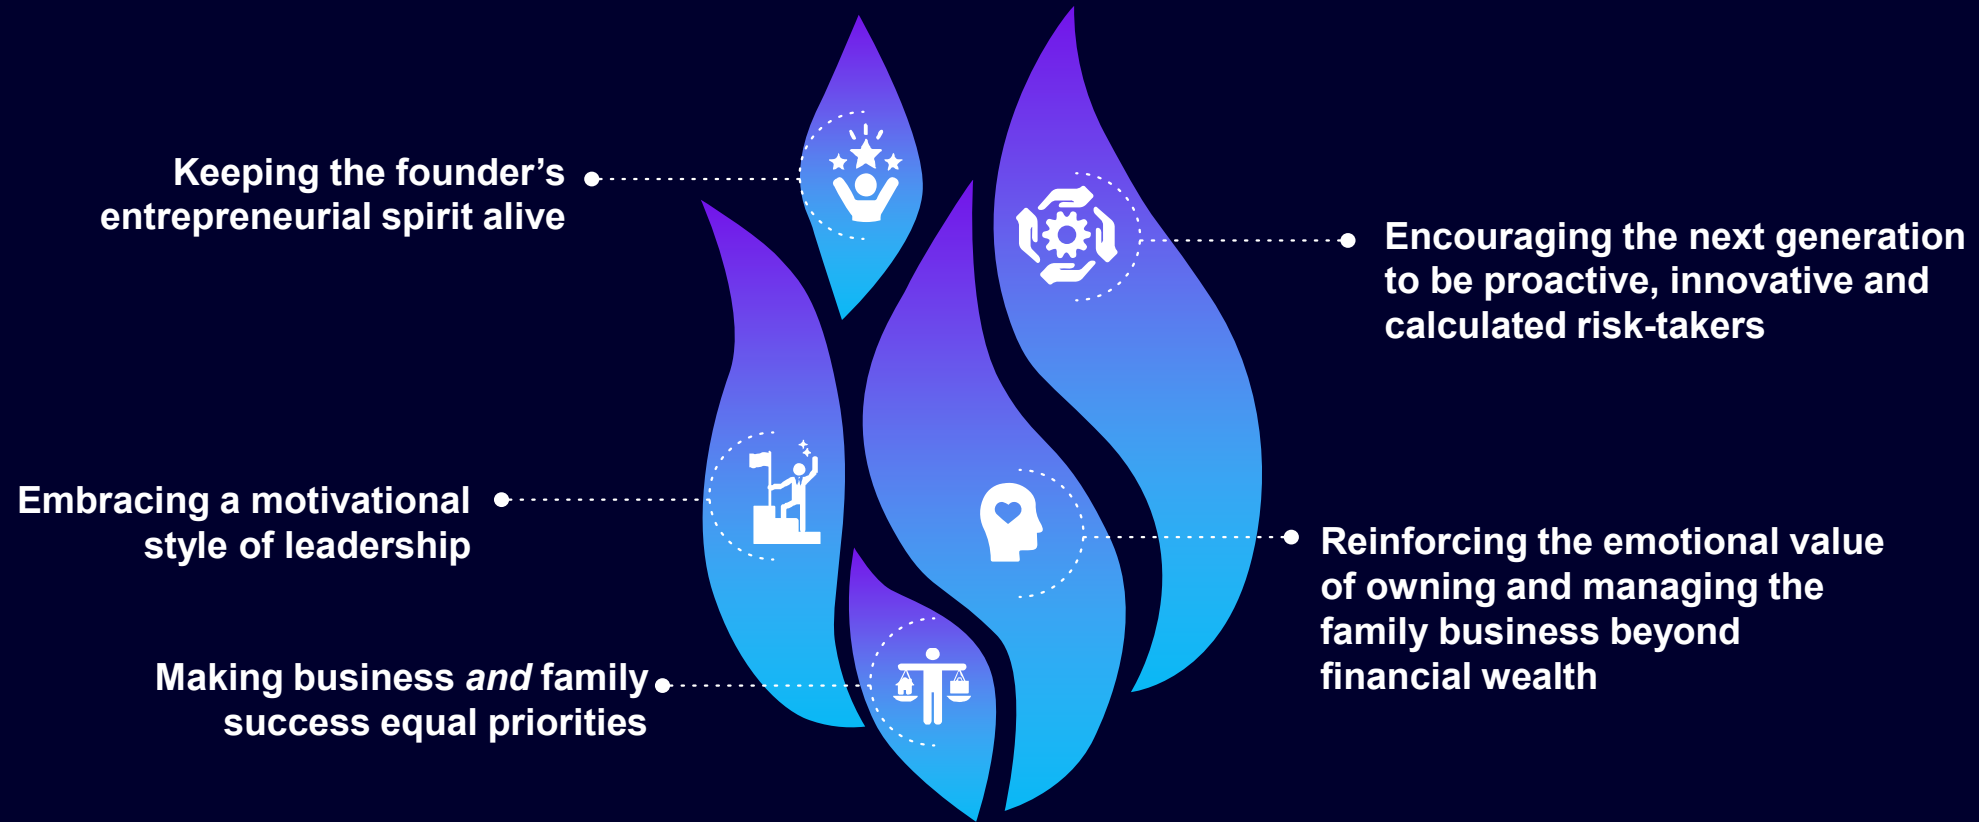 Keeping the founder’s
entrepreneurial spirit alive
Encouraging the next generation
to be proactive, innovative and
calculated risk-takers
Embracing a motivational
style of leadership
Reinforcing the emotional value
of owning and managing the
family business beyond
financial wealth
Making business and family
success equal priorities